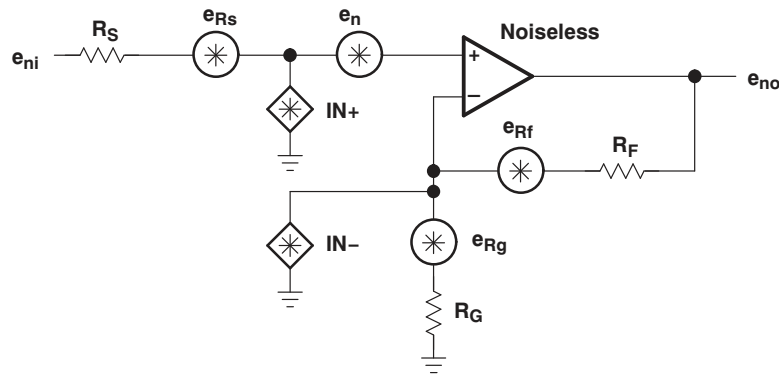 e_Rs
e_n
Noiseless
R_S
e_ni
+
−
e_no
IN+
e_Rf
R_F
IN−
e_Rg
R_G